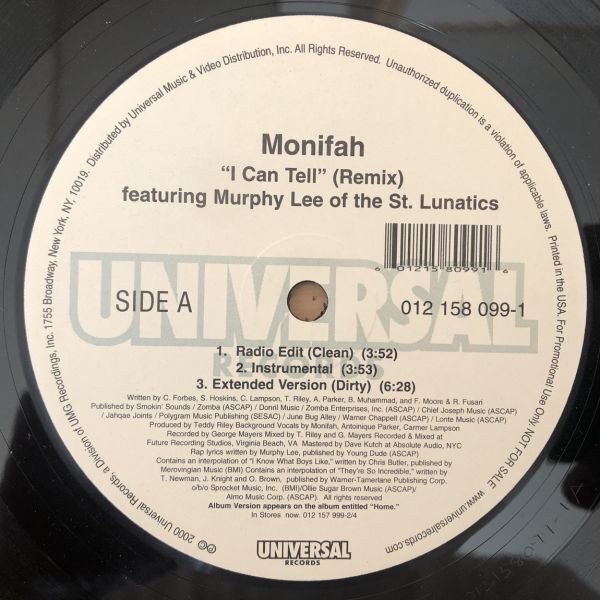 Monifah
“I Can Tell” (Remix)
featuring Murphy Lee of the St. Lunatics
6 01215 80991 6
UNIVERSAL
RECORDS
SIDE A
012 158 099-1
1. Radio Edit (Clean) (3:52)
2. Instrumental (3:53)
3. Extended Version (Dirty) (6:28)
Written by C. Forbes, S. Hoskins, C. Lampson, T. Riley, A. Parker, B. Muhammad, and F. Moore & R. Fusari
Published by Smokin' Sounds / Zomba (ASCAP) / Donril Music / Zomba Enterprises, Inc. (ASCAP) / Chief Joseph Music (ASCAP)
/ Jahqae Joints / Polygram Music Publishing (SESAC) / June Bug Alley / Warner Chappell (ASCAP) / Lonte Music (ASCAP)
Produced by Teddy Riley Background Vocals by Monifah, Antoinique Parker, Carmer Lampson
Recorded by George Mayers Mixed by T. Riley and G. Mayers Recorded & Mixed at
Future Recording Studios, Virginia Beach, VA Mastered by Dave Kutch at Absolute Audio, NYC
Rap lyrics written by Murphy Lee, published by Young Dude (ASCAP)
Contains an interpolation of "I Know What Boys Like," written by Chris Butler, published by
Merovingian Music (BMI) Contains an interpolation of "They're So Incredible," written by
T. Newman, J. Knight and O. Brown, published by Warner-Tamerlane Publishing Corp.
o/b/o Sprocket Music, Inc. (BMI)/Ollie Sugar Brown Music (ASCAP)/
Almo Music Corp. (ASCAP). All rights reserved
Album Version appears on the album entitled "Home."
In Stores now. 012 157 999-2/4
UNIVERSAL
RECORDS
℗© 2000 Universal Records, a Division of UMG Recordings, Inc. 1755 Broadway, New York, NY, 10019. Distributed by Universal Music & Video Distribution, Inc. All Rights Reserved. Unauthorized duplication is a violation of applicable laws. Printed in the USA. For Promotional Use Only, NOT FOR SALE www.universalrecords.com